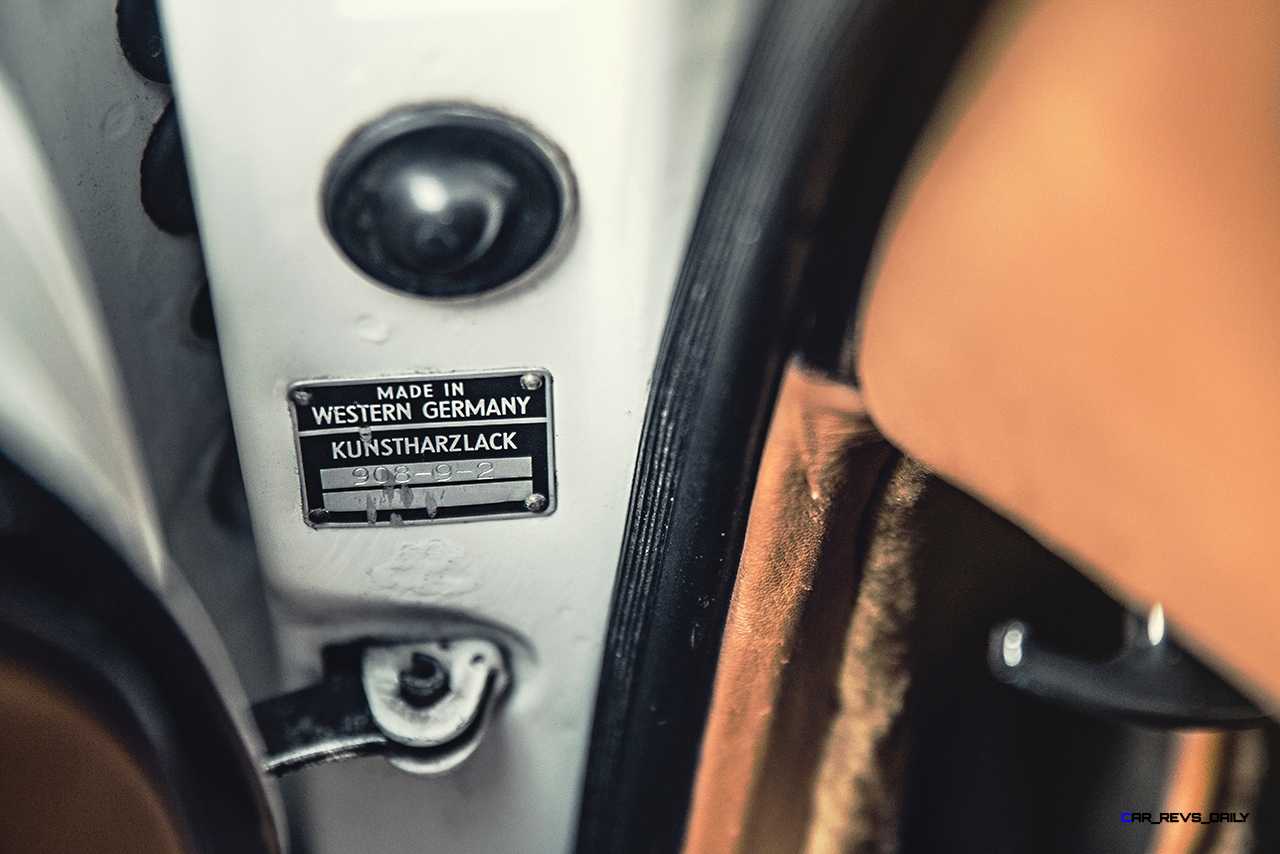 MADE IN
WESTERN GERMANY
KUNSTHARZLACK
908-9-2
CAR_REVS_DAILY